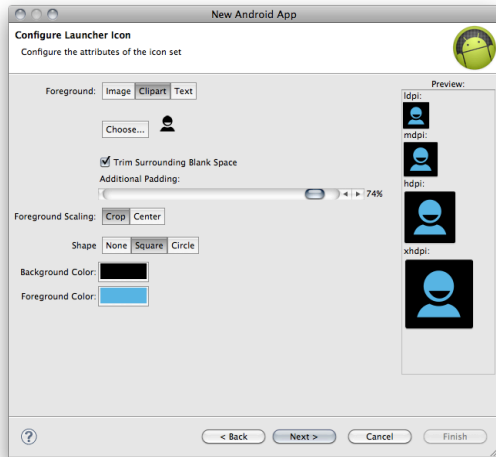 New Android App
Configure Launcher Icon
Configure the attributes of the icon set
Foreground: Image Clipart Text
Choose...
Trim Surrounding Blank Space
Additional Padding:
74%
Foreground Scaling: Crop Center
Shape None Square Circle
Background Color:
Foreground Color:
Preview:
ldpi:
mdpi:
hdpi:
xhdpi:
? < Back Next > Cancel Finish